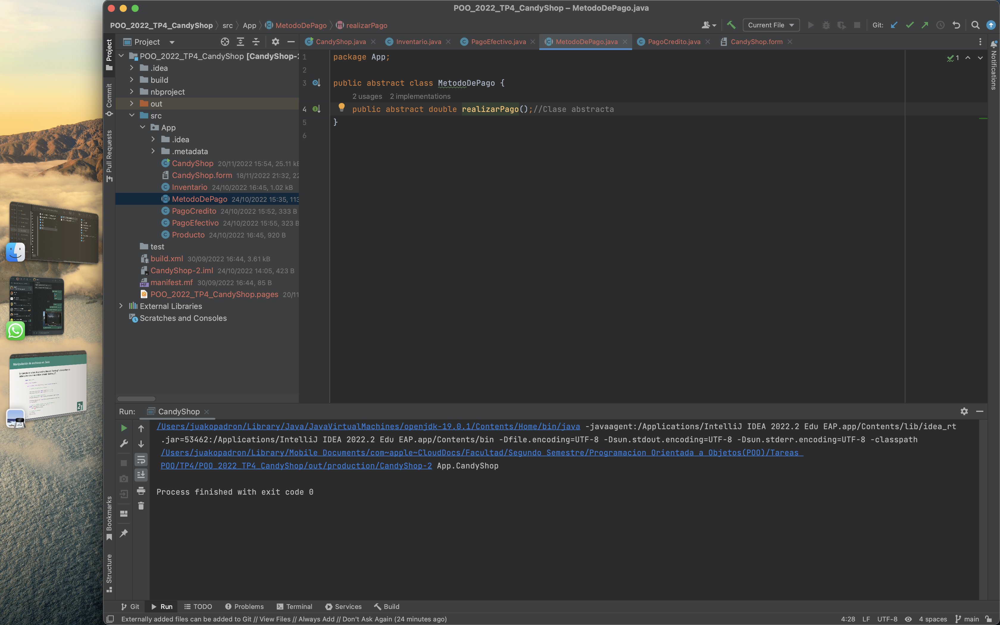 POO_2022_TP4_CandyShop – MetodoDePago.java
POO_2022_TP4_CandyShop src App MetodoDePago realizarPago
Current File
Git:
Project
CandyShop.java
Inventario.java
PagoEfectivo.java
MetodoDePago.java
PagoCredito.java
CandyShop.form
Project
Commit
Pull Requests
Bookmarks
Structure
Notifications
POO_2022_TP4_CandyShop [CandyShop-2
.idea
build
nbproject
out
src
App
.idea
.metadata
CandyShop 20/11/2022 15:54, 25.11 kB
CandyShop.form 18/11/2022 21:32, 22
Inventario 24/10/2022 16:45, 1.02 kB
MetodoDePago 24/10/2022 15:35, 113
PagoCredito 24/10/2022 15:52, 333 B
PagoEfectivo 24/10/2022 15:55, 323 B
Producto 24/10/2022 16:45, 920 B
test
build.xml 30/09/2022 16:44, 3.61 kB
CandyShop-2.iml 24/10/2022 14:05, 423 B
manifest.mf 30/09/2022 16:44, 85 B
POO_2022_TP4_CandyShop.pages 20/11
External Libraries
Scratches and Consoles
1 package App;
2
3 public abstract class MetodoDePago {
2 usages 2 implementations
4 public abstract double realizarPago();//Clase abstracta
5 }
6
1
Manipulación de archivos en Java
21
Run: CandyShop
/Users/juakopadron/Library/Java/JavaVirtualMachines/openjdk-19.0.1/Contents/Home/bin/java -javaagent:/Applications/IntelliJ IDEA 2022.2 Edu EAP.app/Contents/lib/idea_rt
.jar=53462:/Applications/IntelliJ IDEA 2022.2 Edu EAP.app/Contents/bin -Dfile.encoding=UTF-8 -Dsun.stdout.encoding=UTF-8 -Dsun.stderr.encoding=UTF-8 -classpath
/Users/juakopadron/Library/Mobile Documents/com~apple~CloudDocs/Facultad/Segundo Semestre/Programacion Orientada a Objetos(POO)/Tareas
POO/TP4/POO_2022_TP4_CandyShop/out/production/CandyShop-2 App.CandyShop
Process finished with exit code 0
Git Run TODO Problems Terminal Services Build
Externally added files can be added to Git // View Files // Always Add // Don't Ask Again (24 minutes ago)
4:28 LF UTF-8 4 spaces main